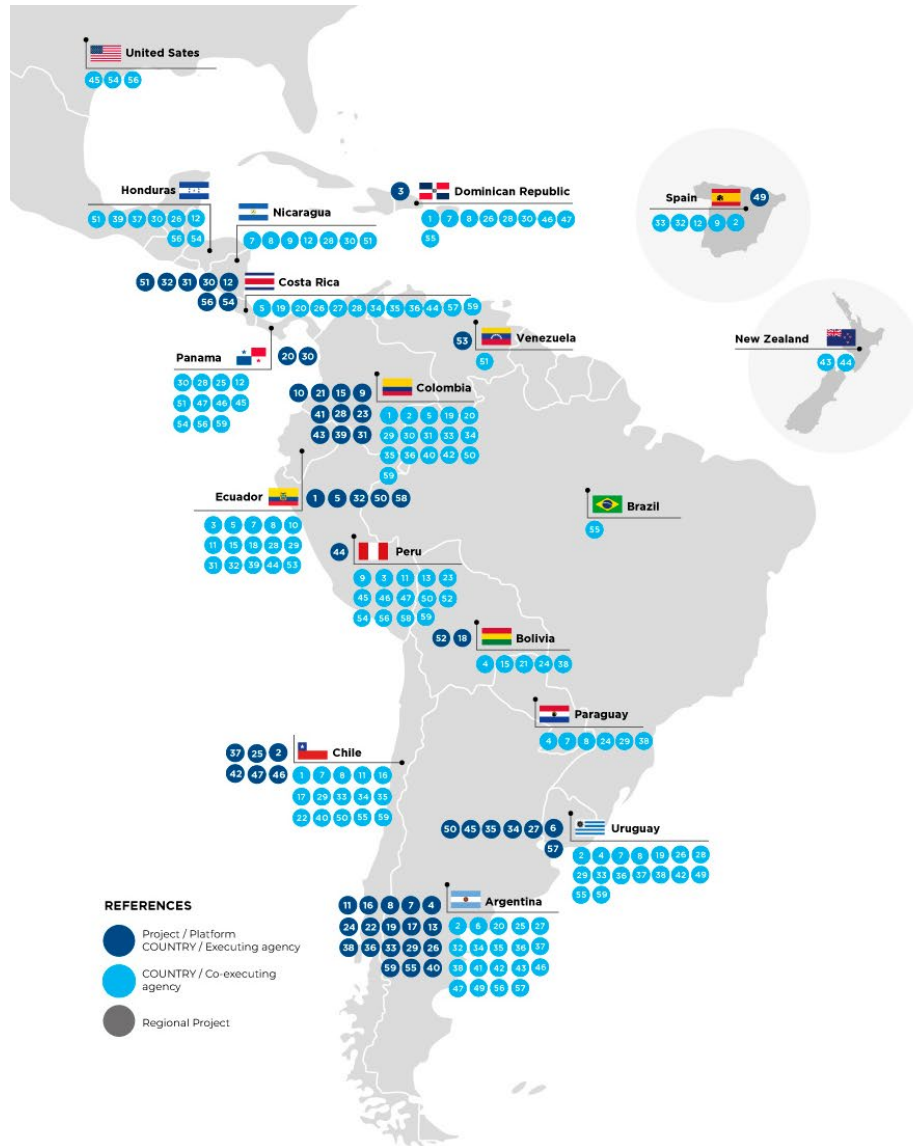 United Sates
45 54 56
Honduras
51 39 37 30 26 12
56 54
Nicaragua
7 8 9 12 28 30 51
3
Dominican Republic
1 7 8 26 28 30 46 47
55
Spain
49
33 32 12 9 2
51 32 31 30 12
56 54
Costa Rica
5 19 20 26 27 28 34 35 36 44 57 59
53
Venezuela
51
New Zealand
43 44
Panama
20 30
30 28 25 12
51 47 46 45
54 56 59
10 21 15 9
41 28 23
43 39 31
Colombia
1 2 5 19 20
29 30 31 33 34
35 36 40 42 50
59
Ecuador
1 5 32 50 58
3 5 7 8 10
11 15 18 28 29
31 32 39 44 53
Brazil
55
44
Peru
9 3 11 13 23
45 46 47 50 52
54 56 58 59
52 18
Bolivia
4 15 21 24 38
Paraguay
4 7 8 24 29 38
37 25 2
42 47 46
Chile
1 7 8 11 16
17 29 33 34 35
22 40 50 55 59
50 45 35 34 27 6
57
Uruguay
2 4 7 8 19 26 28
29 33 36 37 38 42 49
55 59
11 16 8 7 4
24 22 19 17 13
38 36 33 29 26
59 55 40
Argentina
2 6 20 25 27
32 34 35 36 37
38 41 42 43 46
47 49 56 57
REFERENCES
Project / Platform
COUNTRY / Executing agency
COUNTRY / Co-executing
agency
Regional Project